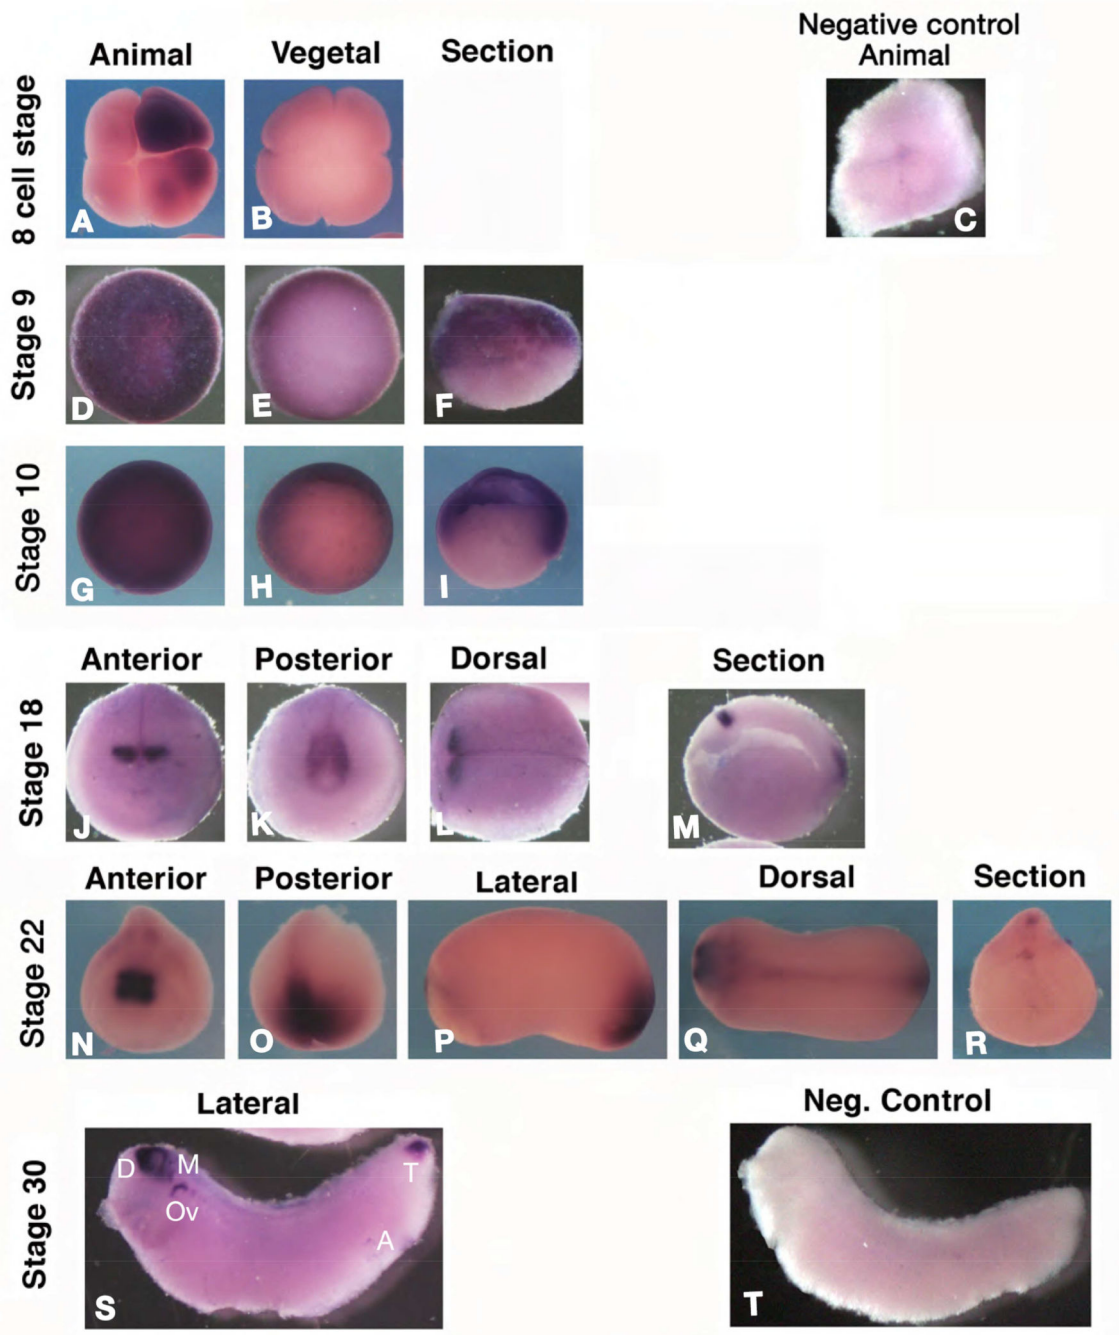 Negative control
Animal
Animal
Vegetal
Section
8 cell stage
A
B
C
Stage 9
D
E
F
Stage 10
G
H
I
Anterior
Posterior
Dorsal
Section
Stage 18
J
K
L
M
Anterior
Posterior
Lateral
Dorsal
Section
Stage 22
N
O
P
Q
R
Lateral
Neg. Control
Stage 30
D
M
T
Ov
A
S
T